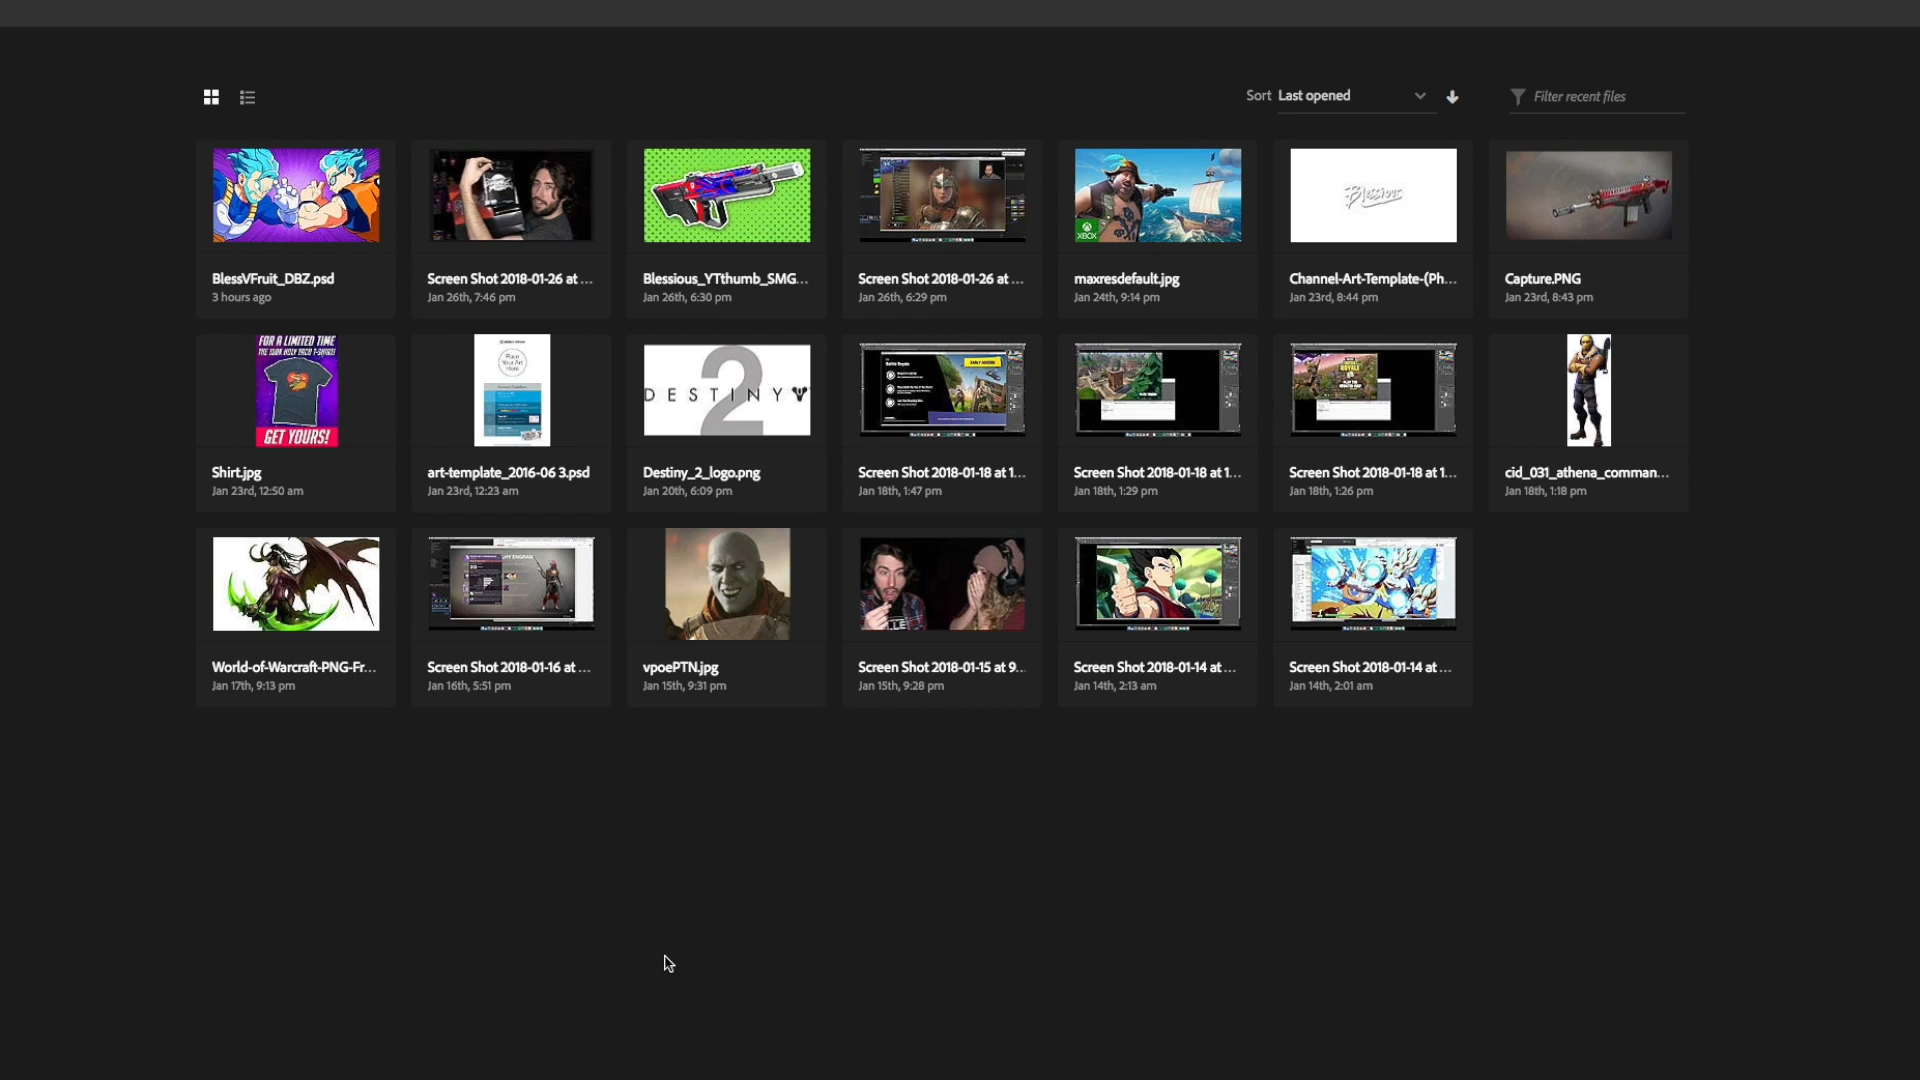 Sort Last opened
Filter recent files
BlessVFruit_DBZ.psd
3 hours ago
Screen Shot 2018-01-26 at ...
Jan 26th, 7:46 pm
Blessious_YTthumb_SMG...
Jan 26th, 6:30 pm
Screen Shot 2018-01-26 at ...
Jan 26th, 6:29 pm
XBOX
maxresdefault.jpg
Jan 24th, 9:14 pm
Blessious
Channel-Art-Template-(Ph...
Jan 23rd, 8:44 pm
Capture.PNG
Jan 23rd, 8:43 pm
FOR A LIMITED TIME
GET YOURS!
Shirt.jpg
Jan 23rd, 12:50 am
Place
Your Art
Here
art-template_2016-06 3.psd
Jan 23rd, 12:23 am
DESTINY 2
Destiny_2_logo.png
Jan 20th, 6:09 pm
Screen Shot 2018-01-18 at 1...
Jan 18th, 1:47 pm
Screen Shot 2018-01-18 at 1...
Jan 18th, 1:29 pm
Screen Shot 2018-01-18 at 1...
Jan 18th, 1:26 pm
cid_031_athena_comman...
Jan 18th, 1:18 pm
World-of-Warcraft-PNG-Fr...
Jan 17th, 9:13 pm
Screen Shot 2018-01-16 at ...
Jan 16th, 5:51 pm
vpoePTN.jpg
Jan 15th, 9:31 pm
Screen Shot 2018-01-15 at 9...
Jan 15th, 9:28 pm
Screen Shot 2018-01-14 at ...
Jan 14th, 2:13 am
Screen Shot 2018-01-14 at ...
Jan 14th, 2:01 am